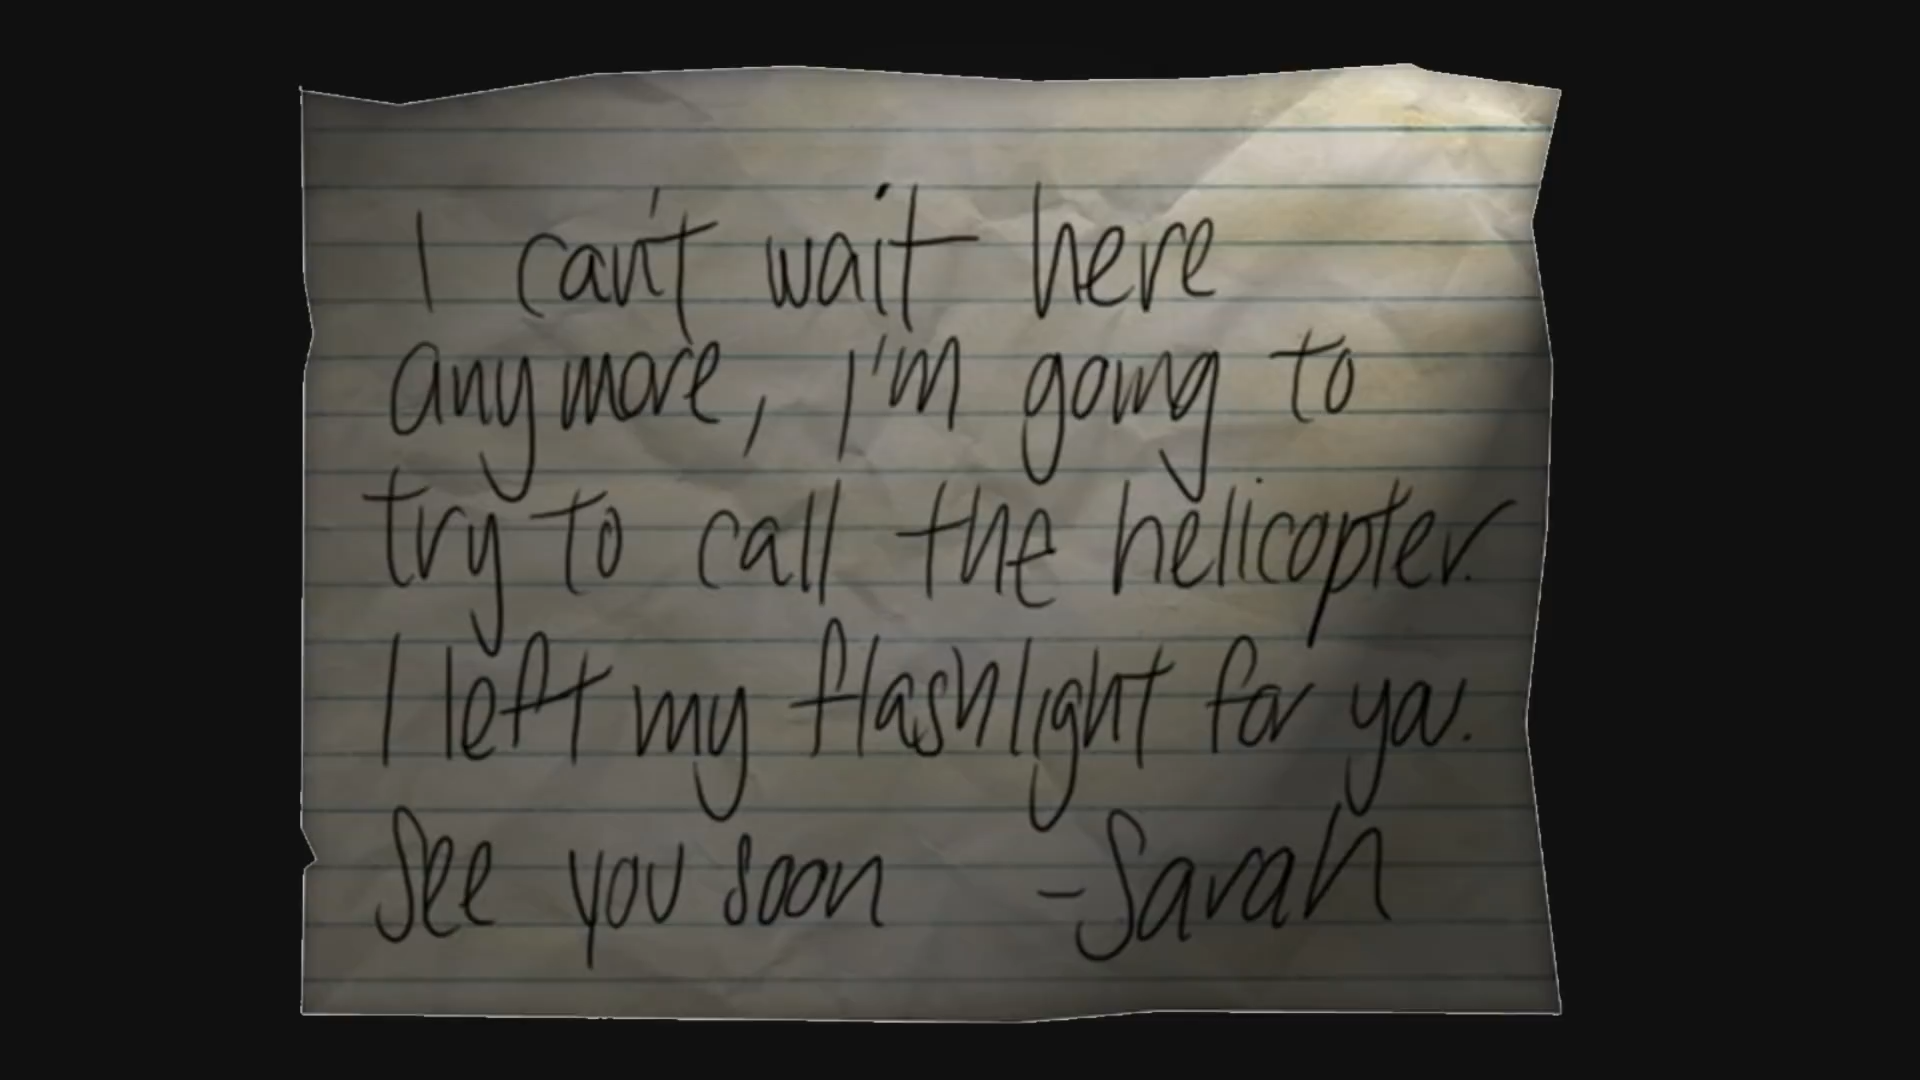 I can't wait here
anymore, I'm going to
try to call the helicopter.
I left my flashlight for you.
See you soon -Sarah